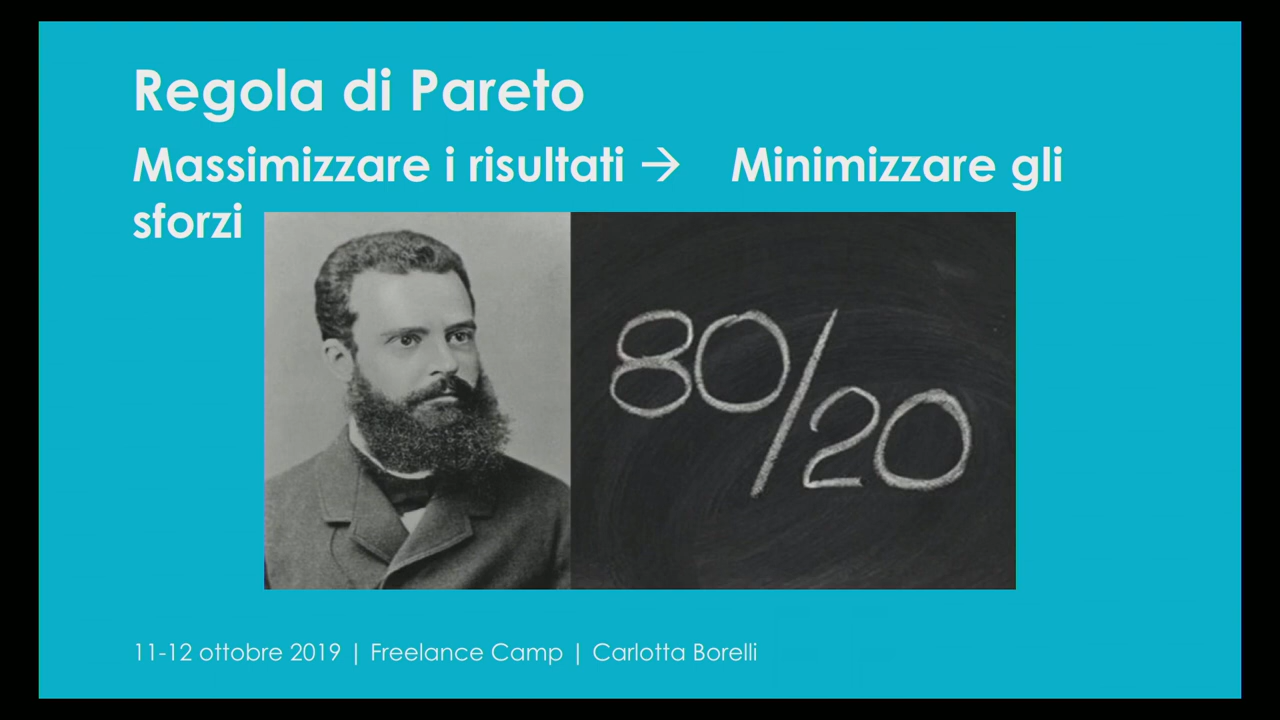 Regola di Pareto
Massimizzare i risultati → Minimizzare gli
sforzi
80/20
11-12 ottobre 2019 | Freelance Camp | Carlotta Borelli